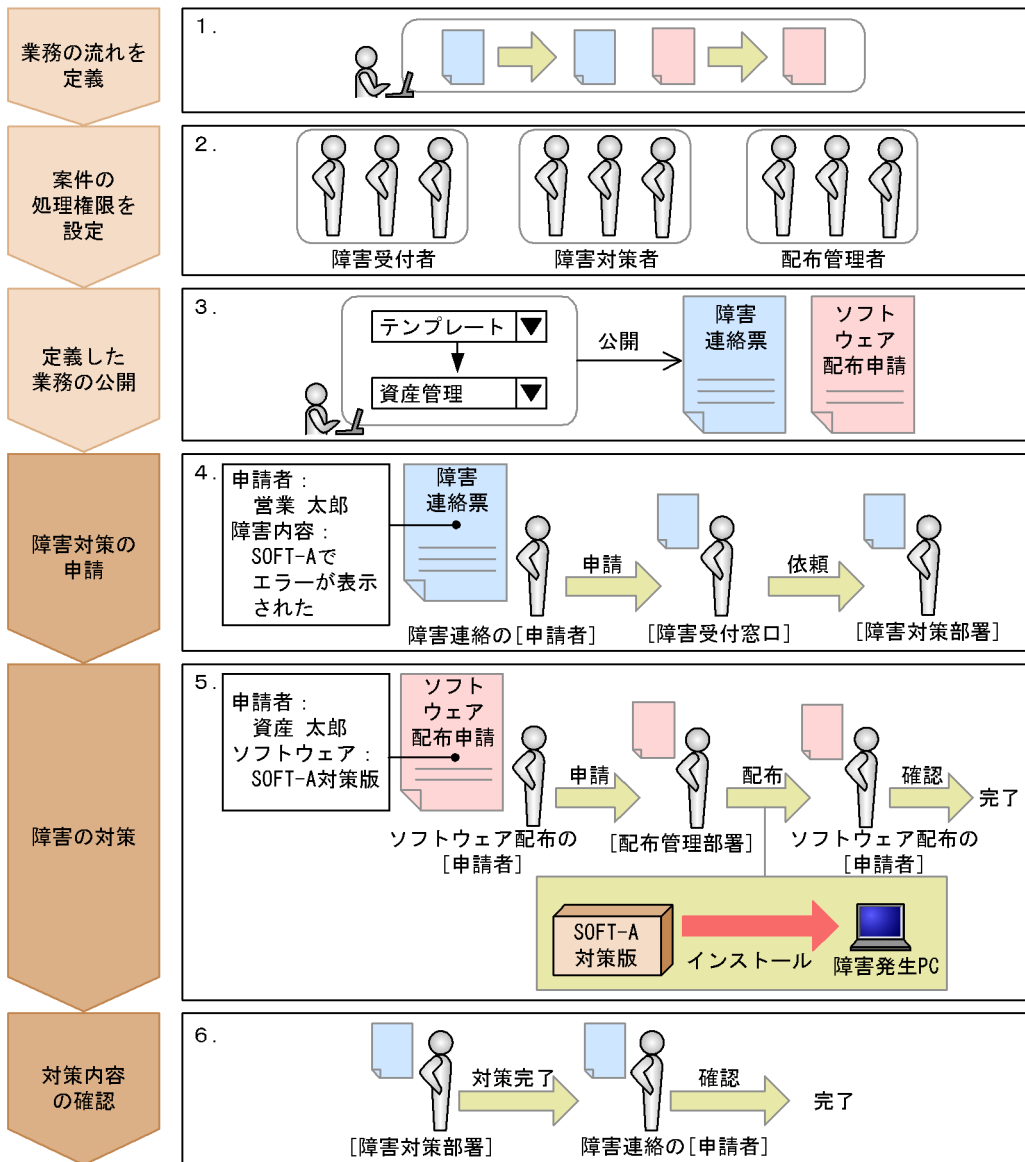 業務の流れを
定義
1.
案件の
処理権限を
設定
2.
障害受付者
障害対策者
配布管理者
定義した
業務の公開
3.
テンプレート
資産管理
公開
障害
連絡票
ソフト
ウェア
配布申請
障害対策の
申請
4.
申請者：
営業 太郎
障害内容：
SOFT-Aで
エラーが表示
された
障害
連絡票
申請
依頼
障害連絡の[申請者]
[障害受付窓口]
[障害対策部署]
障害の対策
5.
申請者：
資産 太郎
ソフトウェア：
SOFT-A対策版
ソフト
ウェア
配布申請
申請
配布
確認
完了
ソフトウェア配布の
[申請者]
[配布管理部署]
ソフトウェア配布の
[申請者]
SOFT-A
対策版
インストール
障害発生PC
対策内容
の確認
6.
対策完了
確認
完了
[障害対策部署]
障害連絡の[申請者]